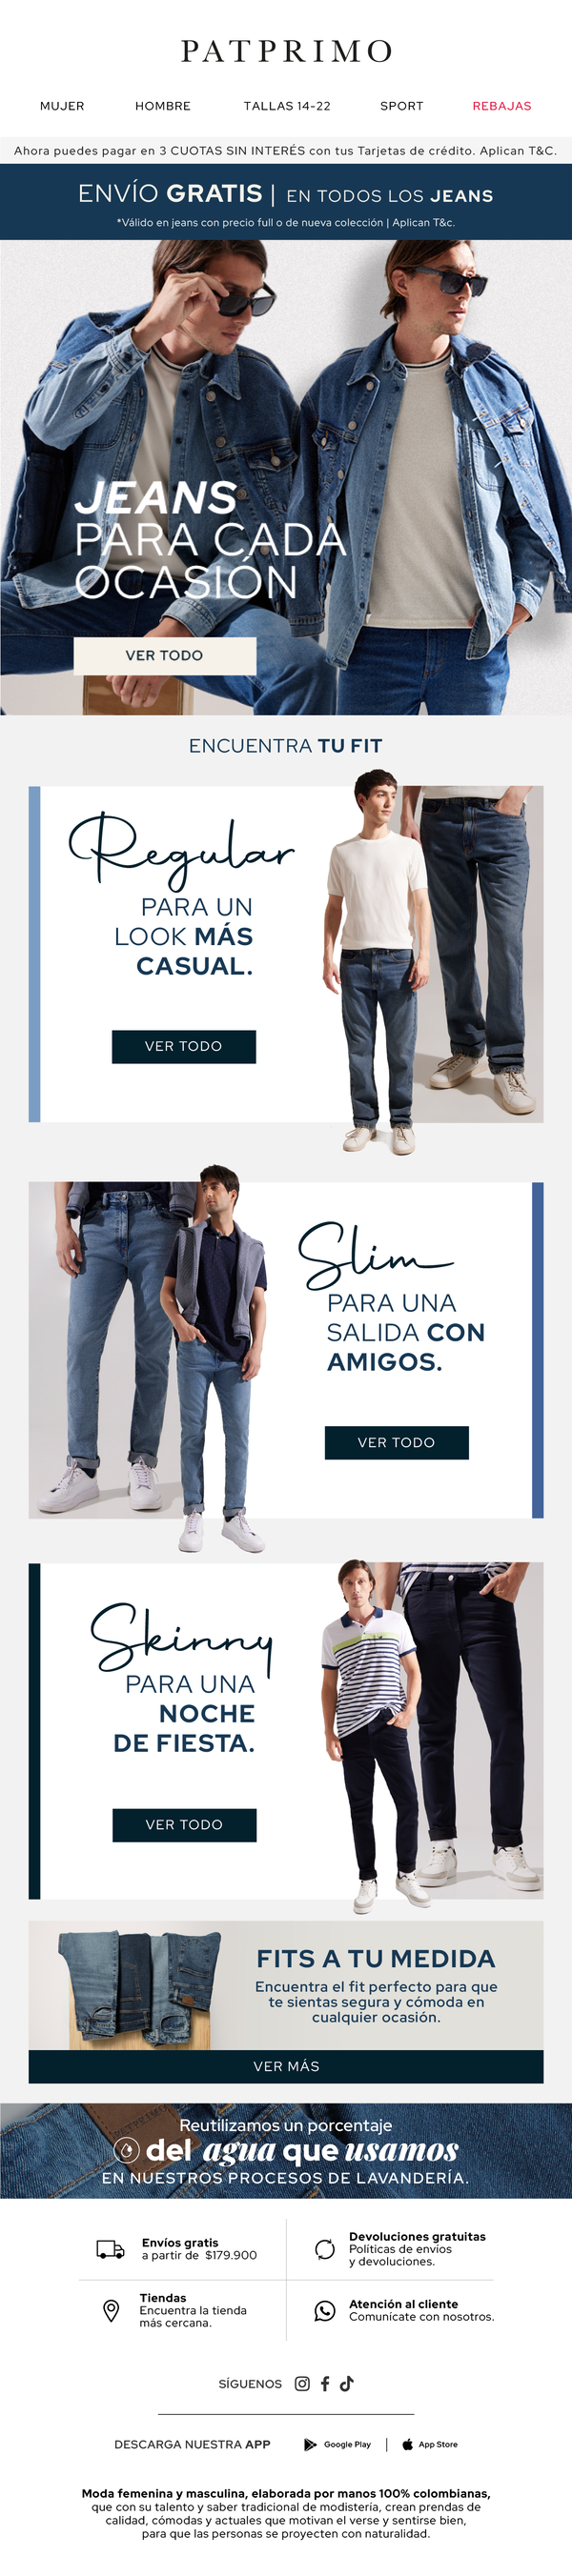 PATPRIMO
MUJER HOMBRE TALLAS 14-22 SPORT REBAJAS
Ahora puedes pagar en 3 CUOTAS SIN INTERÉS con tus Tarjetas de crédito. Aplican T&C.
ENVÍO GRATIS | EN TODOS LOS JEANS
*Válido en jeans con precio full o de nueva colección | Aplican T&c.
JEANS
PARA CADA
OCASIÓN
VER TODO
ENCUENTRA TU FIT
Regular
PARA UN
LOOK MÁS
CASUAL.
VER TODO
Slim
PARA UNA
SALIDA CON
AMIGOS.
VER TODO
Skinny
PARA UNA
NOCHE
DE FIESTA.
VER TODO
FITS A TU MEDIDA
Encuentra el fit perfecto para que
te sientas segura y cómoda en
cualquier ocasión.
VER MÁS
Reutilizamos un porcentaje
del agua que usamos
EN NUESTROS PROCESOS DE LAVANDERÍA.
Envíos gratis
a partir de $179.900
Devoluciones gratuitas
Políticas de envíos
y devoluciones.
Tiendas
Encuentra la tienda
más cercana.
Atención al cliente
Comunícate con nosotros.
SÍGUENOS
DESCARGA NUESTRA APP Google Play | App Store
Moda femenina y masculina, elaborada por manos 100% colombianas,
que con su talento y saber tradicional de modistería, crean prendas de
calidad, cómodas y actuales que motivan el verse y sentirse bien,
para que las personas se proyecten con naturalidad.